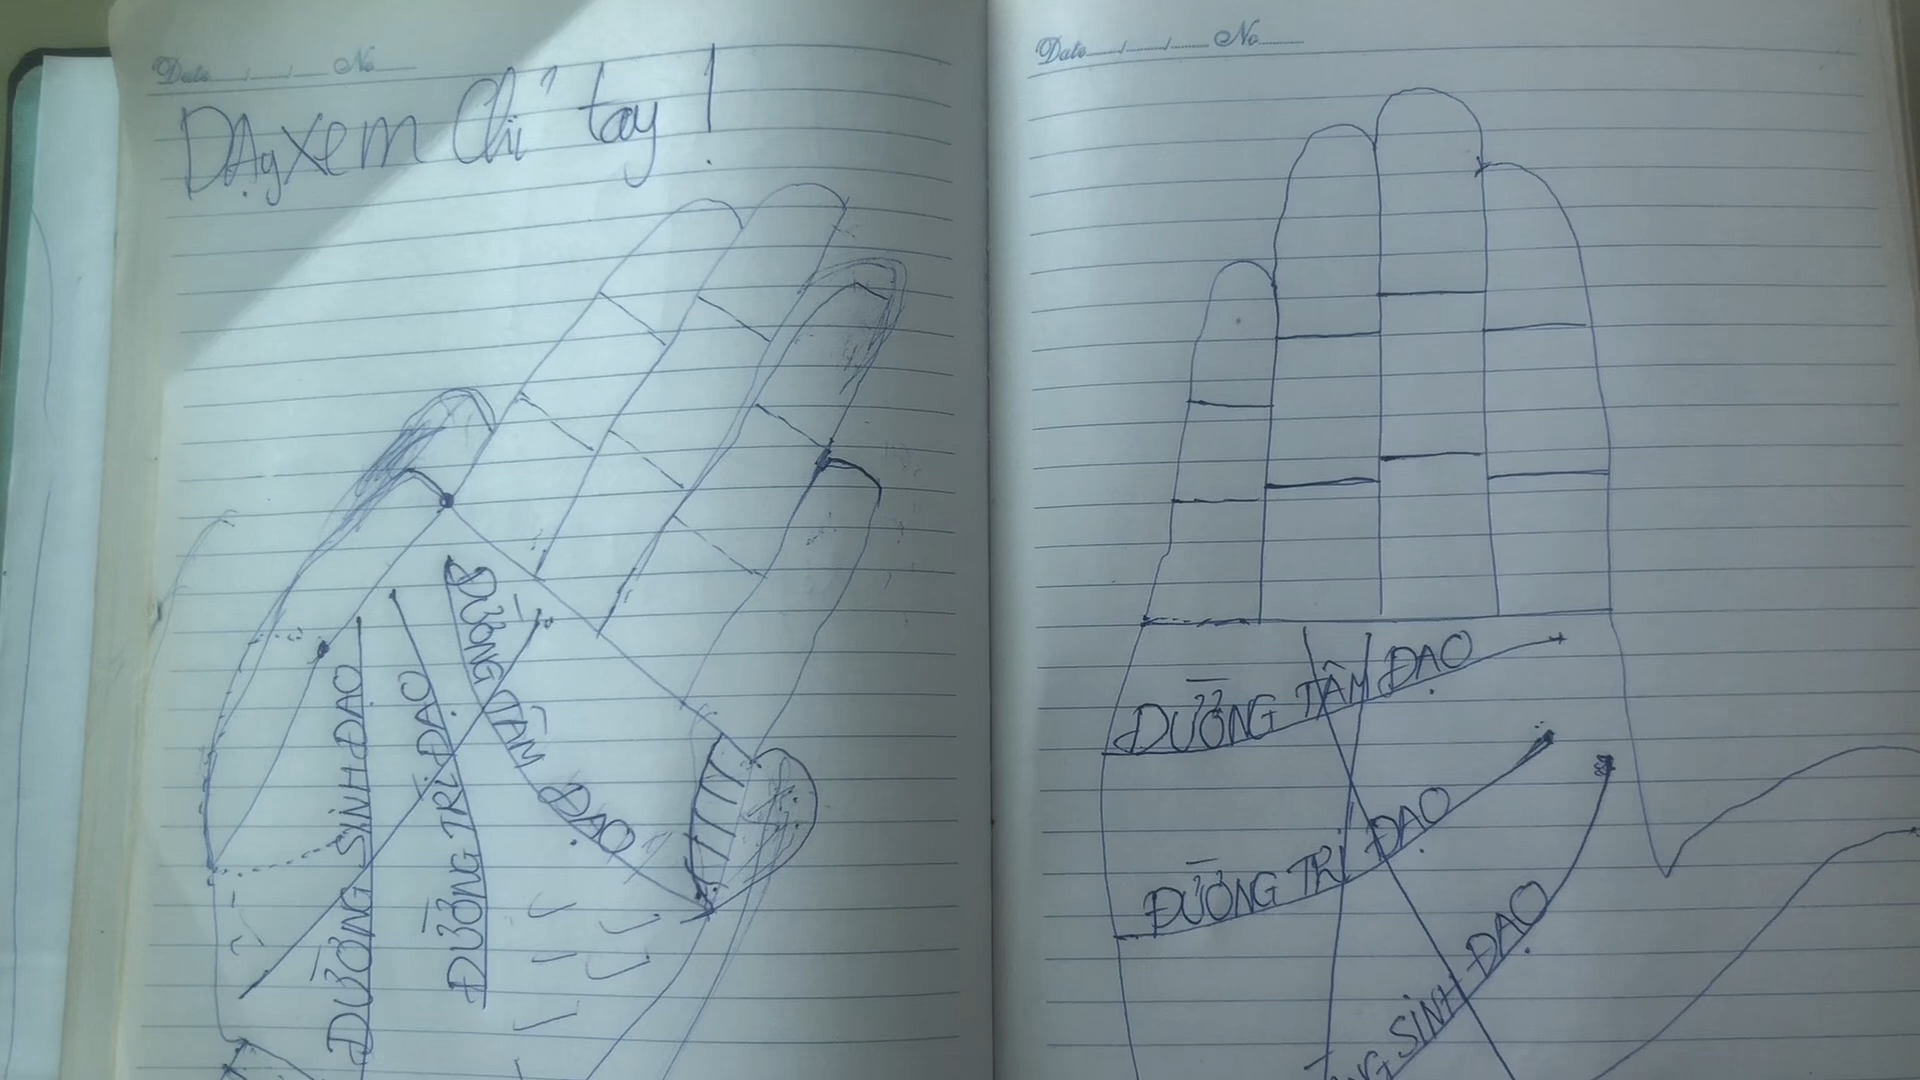 Date No
DẠy xem Chỉ tay !
ĐƯỜNG SINH ĐẠO
ĐƯỜNG TRÍ ĐẠO
ĐƯỜNG TÂM ĐẠO
Date No
ĐƯỜNG TÂM ĐẠO
ĐƯỜNG TRÍ ĐẠO
SINH ĐẠO